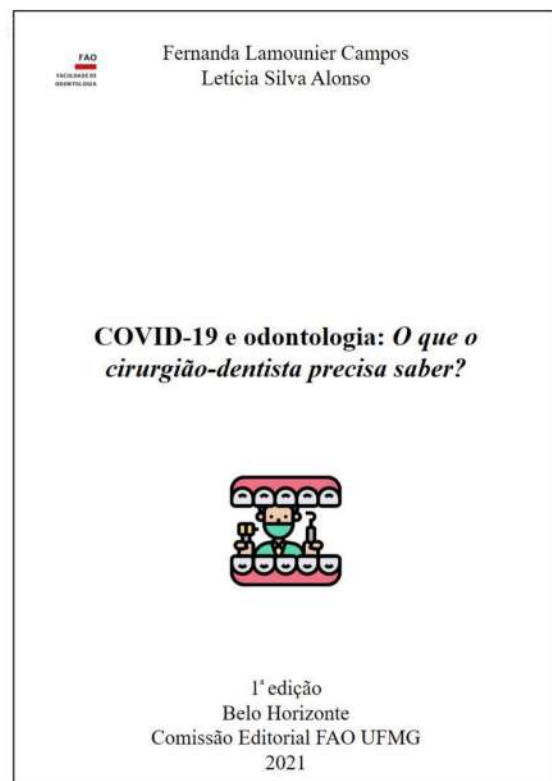 FAO
FACULDADE DE
ODONTOLOGIA
Fernanda Lamounier Campos
Letícia Silva Alonso
COVID-19 e odontologia: O que o
cirurgião-dentista precisa saber?
1ª edição
Belo Horizonte
Comissão Editorial FAO UFMG
2021